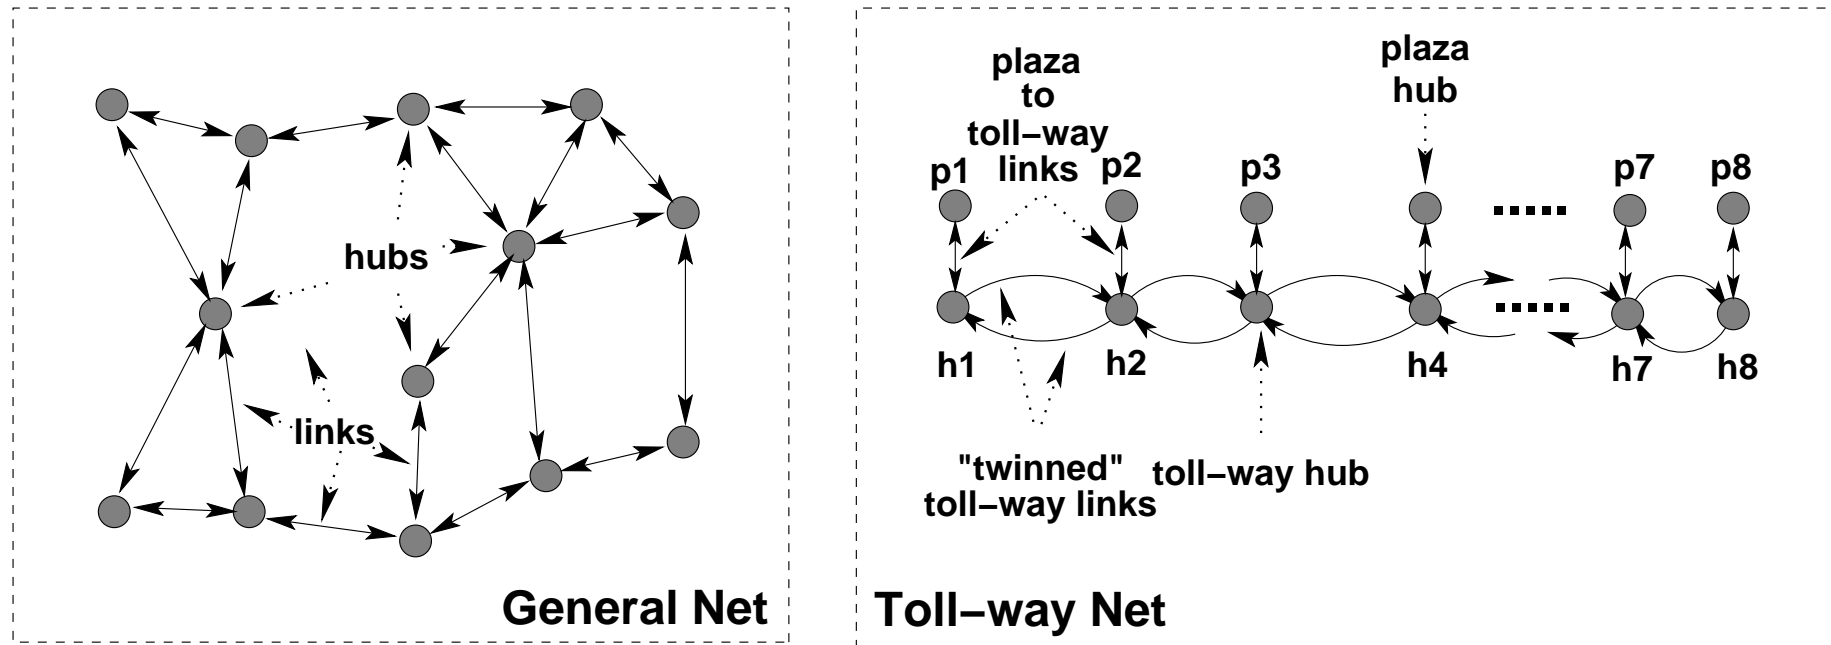 hubs
links
General Net
plaza
to
toll–way
links
plaza
hub
p1
p2
p3
p7
p8
h1
h2
h4
h7
h8
"twinned"
toll–way links
toll–way hub
Toll–way Net